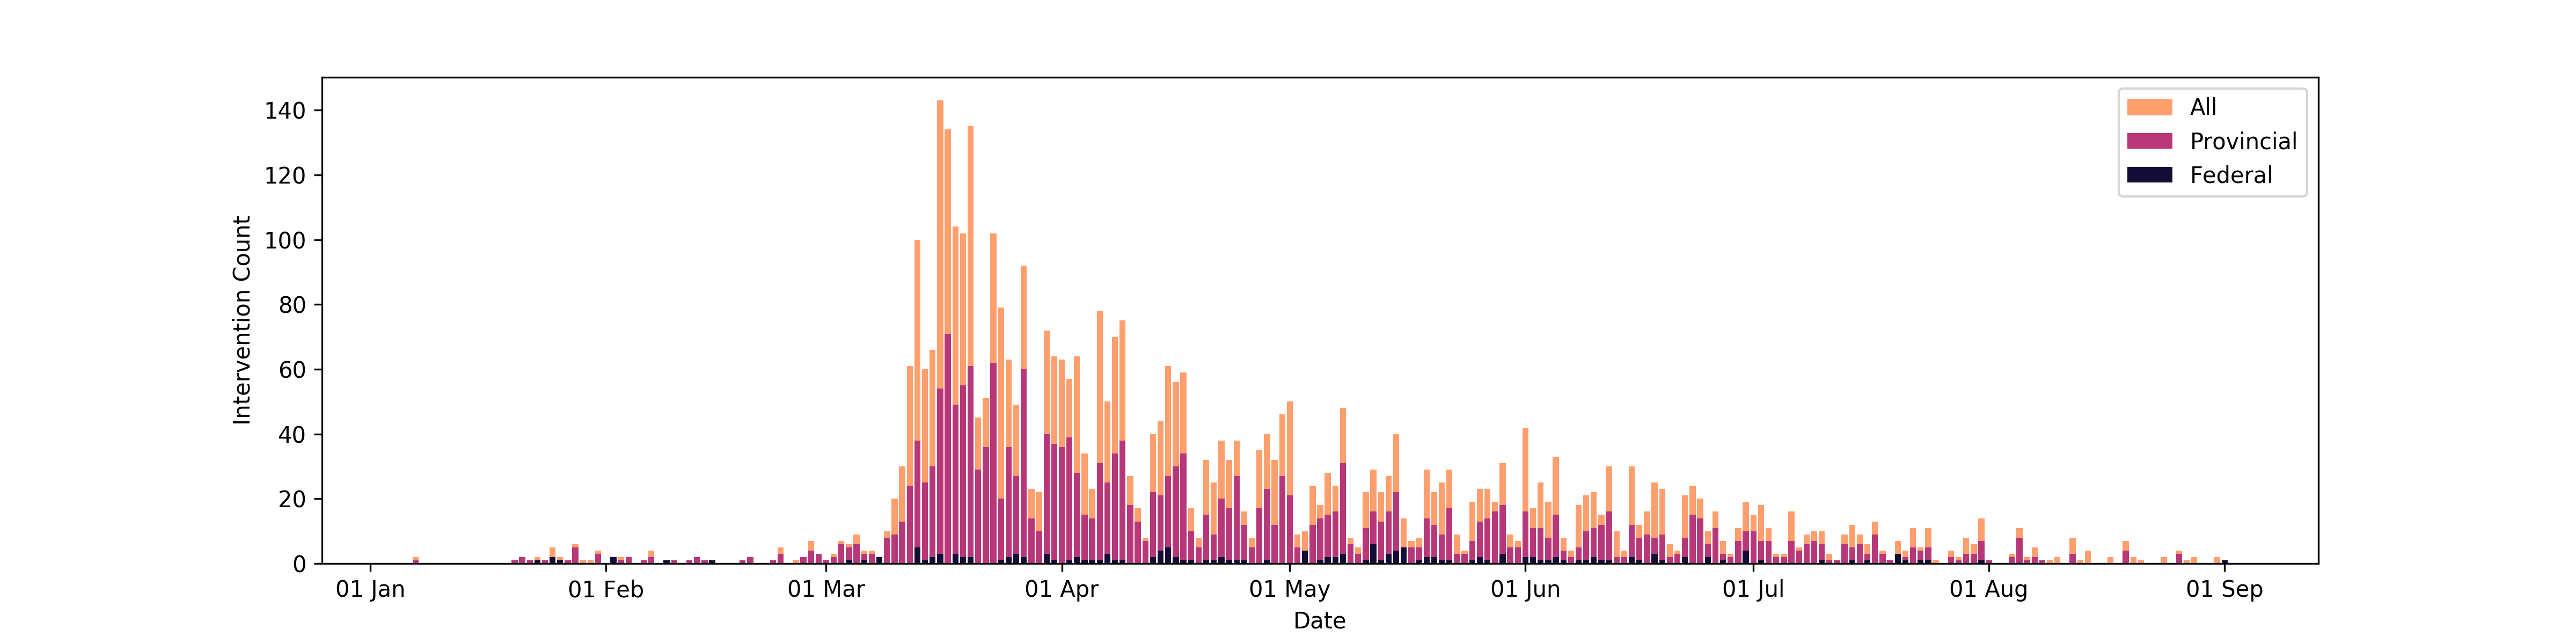 All
Provincial
Federal
Intervention Count
140
120
100
80
60
40
20
0
01 Jan
01 Feb
01 Mar
01 Apr
01 May
01 Jun
01 Jul
01 Aug
01 Sep
Date